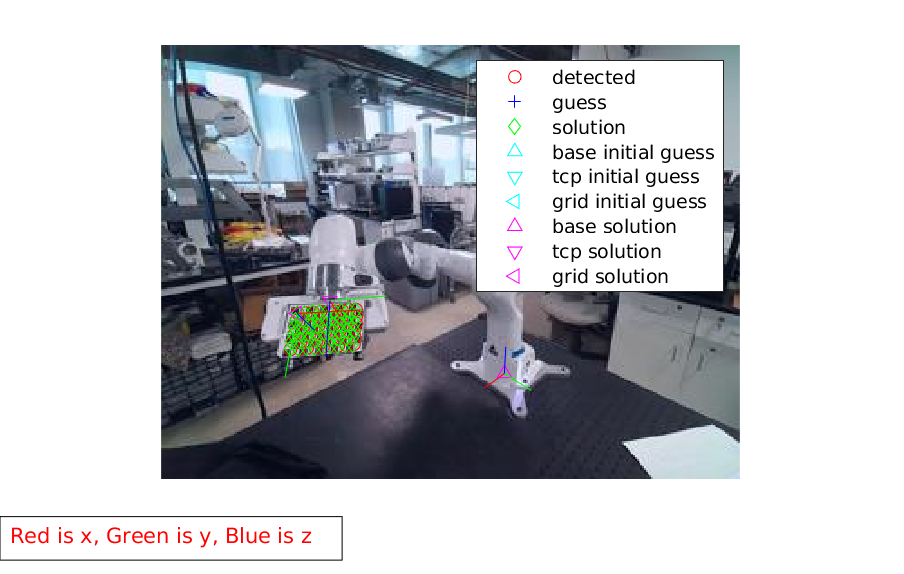 detected
guess
solution
base initial guess
tcp initial guess
grid initial guess
base solution
tcp solution
grid solution
Red is x, Green is y, Blue is z